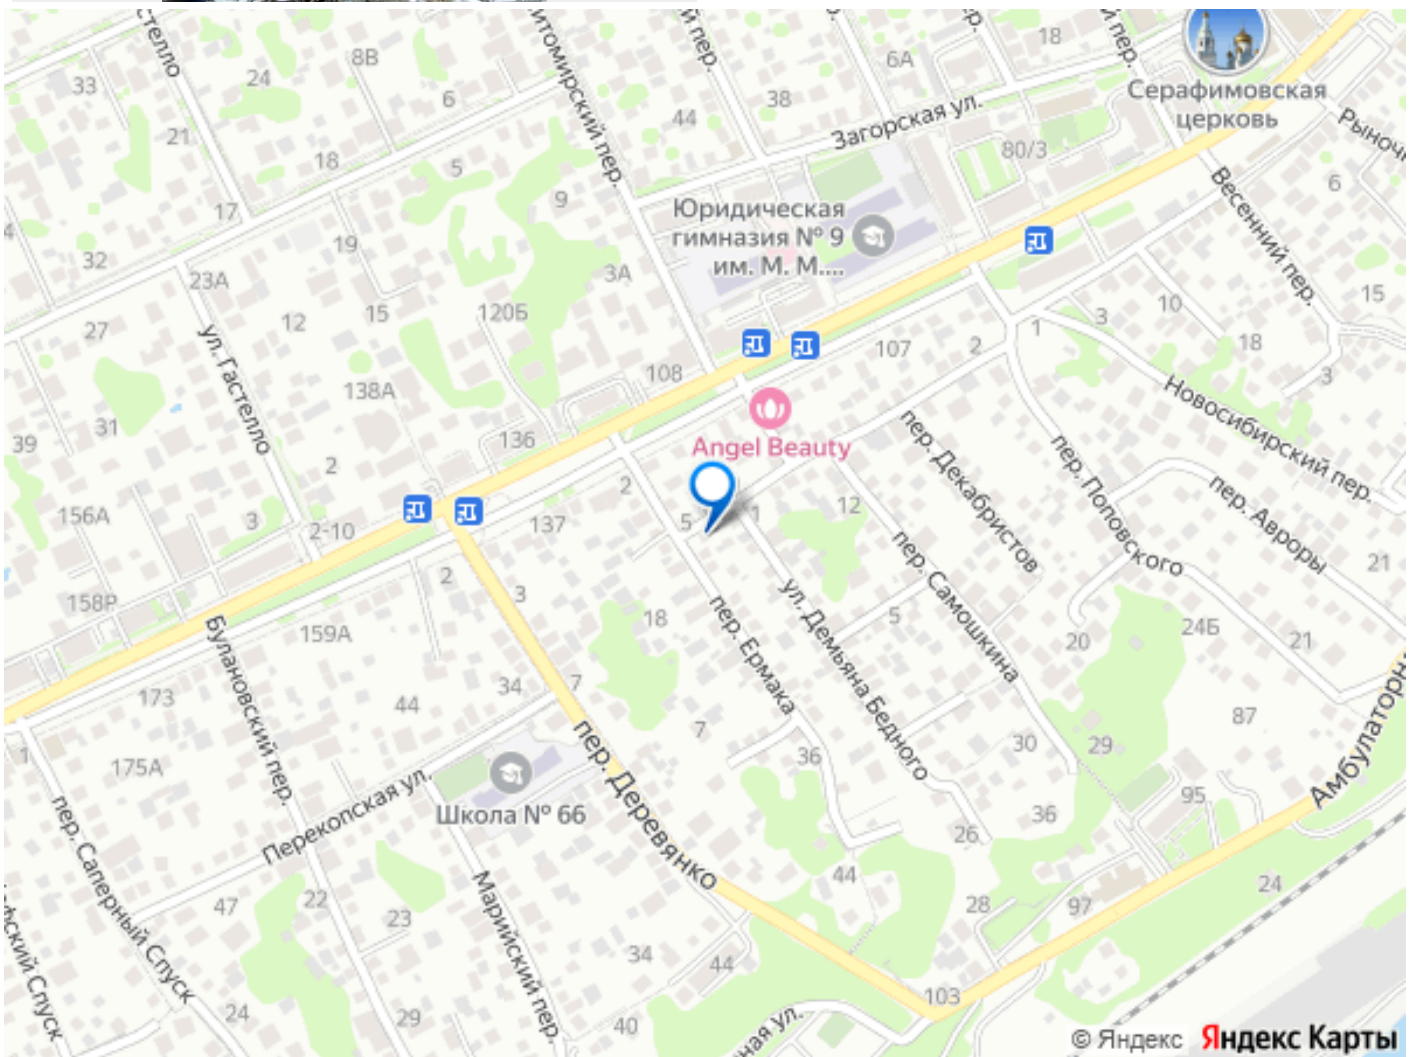 стелло
итомирский пер.
й пер.
пер.
18
й пер.
8В
24
33
6
6А
38
44
Серафимовская
церковь
Рыночн
Загорская ул.
80/3
21
18
5
9
6
Весенний пер.
17
Юридическая
гимназия № 9
им. М. М....
4
19
32
23А
3А
15
27
12
15
120Б
10
3
1
18
ул. Гастелло
107
2
3
138А
108
31
39
Angel Beauty
136
Новосибирский пер.
пер. Декабристов
пер. Поповского
2
2
12
156А
3
2-10
137
5
1
пер. Авроры
21
пер. Самошкина
158Р
2
3
159А
18
5
ул. Демьяна Бедного
пер. Ермака
20
24Б
21
Булановский пер.
34
7
173
44
7
87
Амбулаторн
1
175А
36
30
29
Школа № 66
Перекопская ул.
пер. Деревянко
95
26
36
пер. Саперный Спуск
44
24
47
22
23
Марийский пер.
28
97
фский Спуск
34
44
103
24
29
40
ная ул.
© Яндекс Яндекс Карты